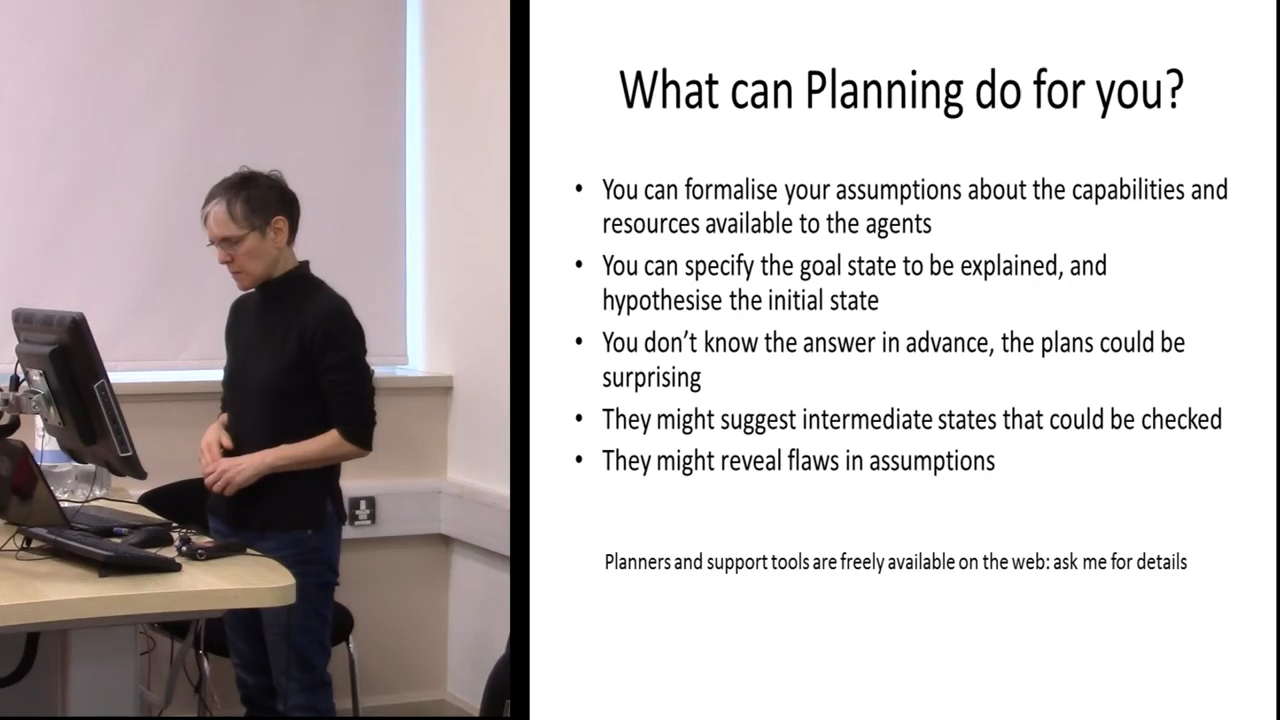 What can Planning do for you?
• You can formalise your assumptions about the capabilities and
resources available to the agents
• You can specify the goal state to be explained, and
hypothesise the initial state
• You don’t know the answer in advance, the plans could be
surprising
• They might suggest intermediate states that could be checked
• They might reveal flaws in assumptions
Planners and support tools are freely available on the web: ask me for details